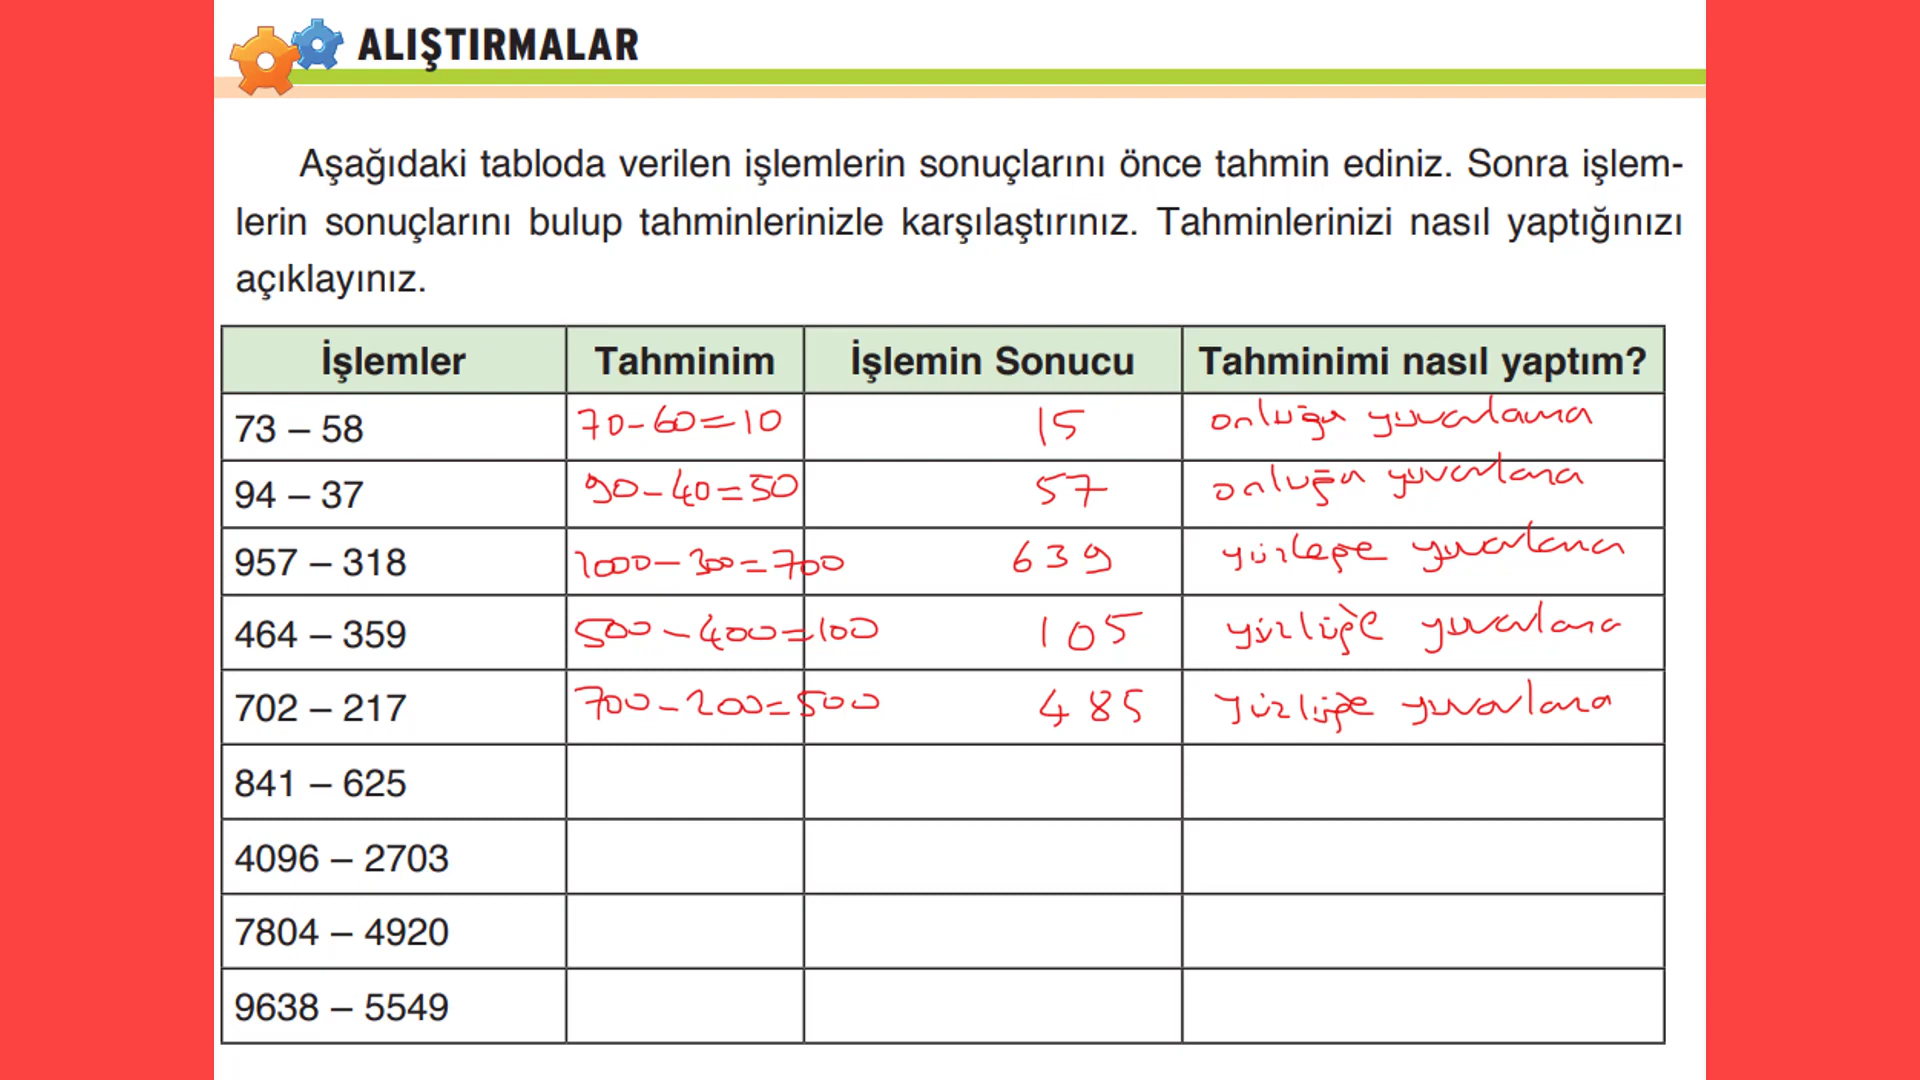 ALIŞTIRMALAR
Aşağıdaki tabloda verilen işlemlerin sonuçlarını önce tahmin ediniz. Sonra işlem-
lerin sonuçlarını bulup tahminlerinizle karşılaştırınız. Tahminlerinizi nasıl yaptığınızı
açıklayınız.
İşlemler Tahminim İşlemin Sonucu Tahminimi nasıl yaptım?
73 – 58 70-60=10 15 onluğa yuvarlama
94 – 37 90-40=50 57 onluğa yuvarlama
957 – 318 1000-300=700 639 yüzlüğe yuvarlama
464 – 359 500-400=100 105 yüzlüğe yuvarlama
702 – 217 700-200=500 485 yüzlüğe yuvarlama
841 – 625
4096 – 2703
7804 – 4920
9638 – 5549